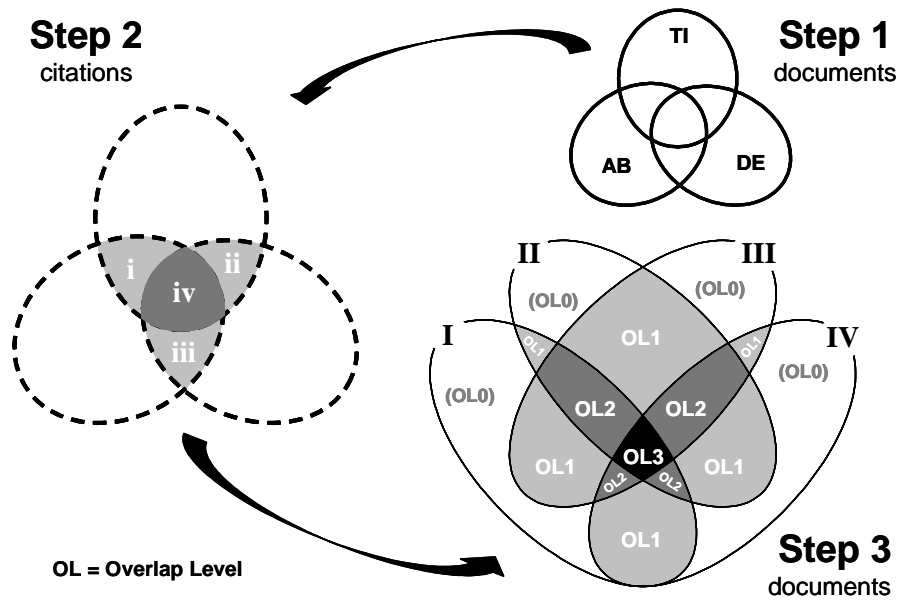 Step 2
citations
Step 1
documents
TI
AB
DE
i
ii
iv
iii
II
III
(OL0)
(OL0)
I
OL1
OL1
OL1
IV
(OL0)
(OL0)
OL2
OL2
OL3
OL1
OL1
OL2
OL2
OL1
Step 3
documents
OL = Overlap Level